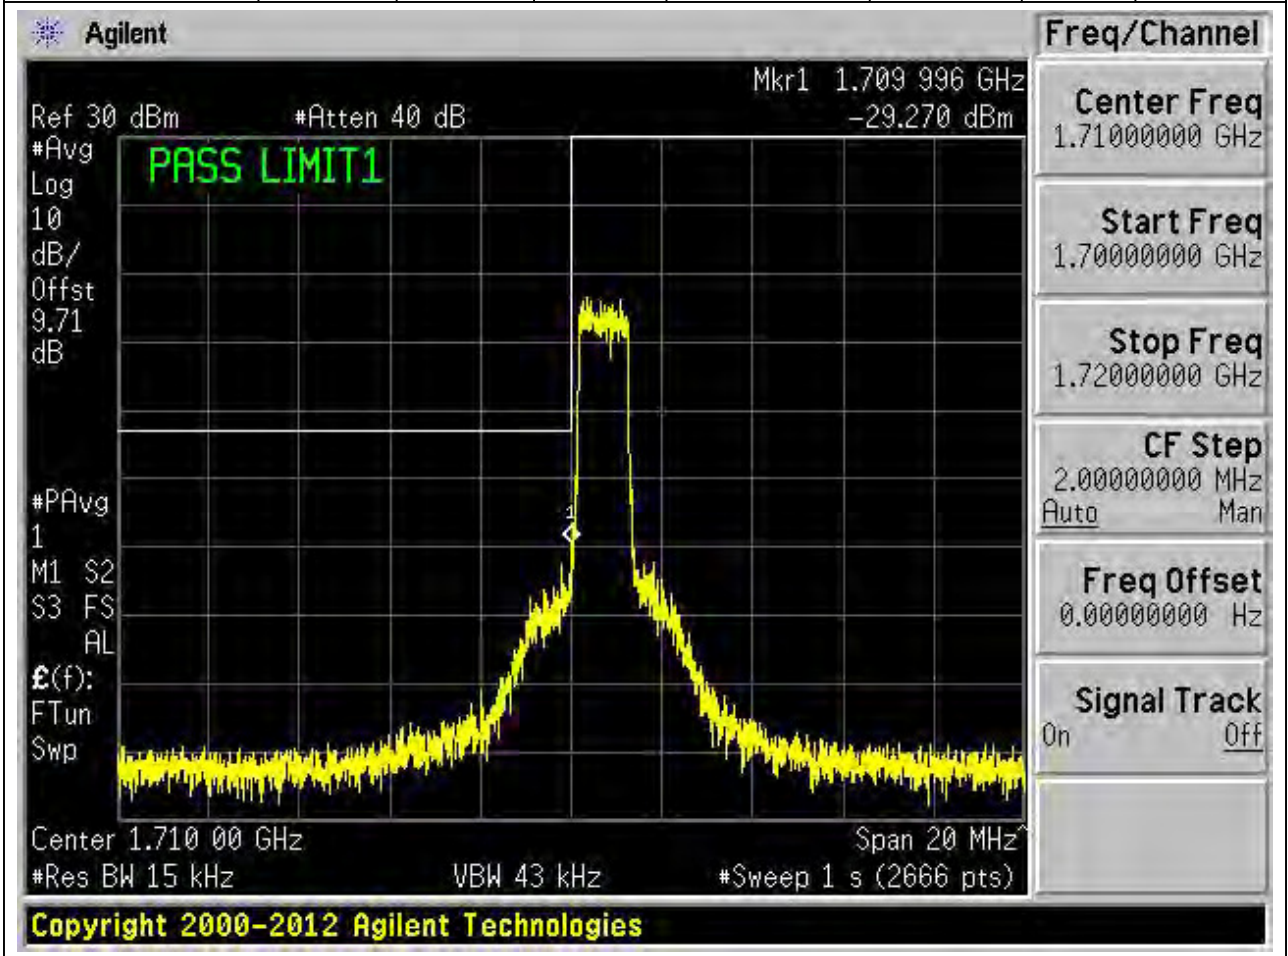 Agilent
Freq/Channel
Mkr1 1.709 996 GHz
Ref 30 dBm #Atten 40 dB -29.270 dBm
#Avg
Log
10
dB/
Offst
9.71
dB
PASS LIMIT1
1
#PAvg
1
M1 S2
S3 FS
AL
£(f):
FTun
Swp
Center 1.710 00 GHz Span 20 MHz^
#Res BW 15 kHz VBW 43 kHz #Sweep 1 s (2666 pts)
Center Freq
1.71000000 GHz
Start Freq
1.70000000 GHz
Stop Freq
1.72000000 GHz
CF Step
2.00000000 MHz
Auto Man
Freq Offset
0.00000000 Hz
Signal Track
On Off
Copyright 2000-2012 Agilent Technologies